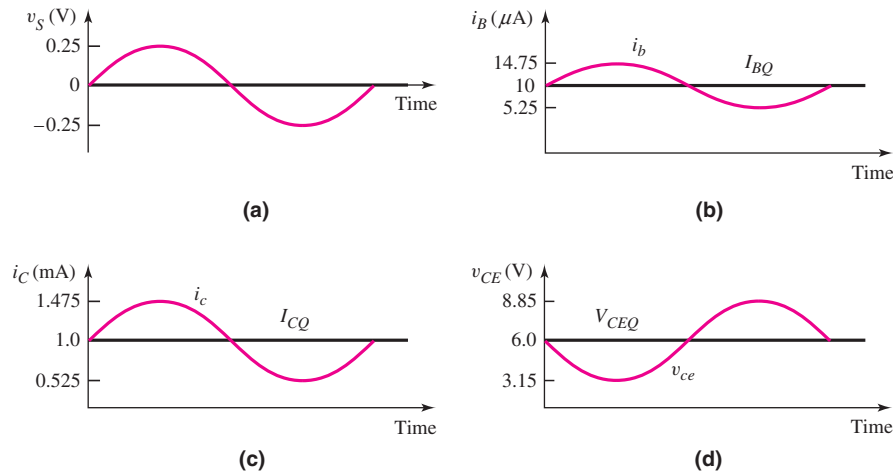 v_S (V)
0.25
0
−0.25
Time
(a)
i_B (μA)
14.75
10
5.25
i_b
I_BQ
Time
(b)
i_C (mA)
1.475
1.0
0.525
i_c
I_CQ
Time
(c)
v_CE (V)
8.85
6.0
3.15
V_CEQ
v_ce
Time
(d)